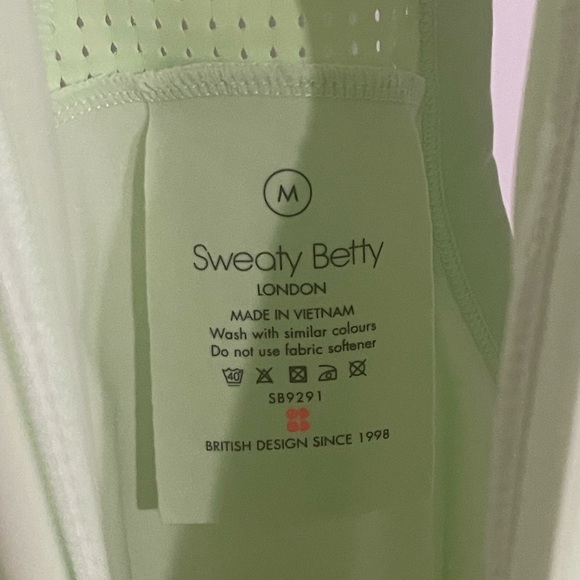 M
Sweaty Betty
LONDON
MADE IN VIETNAM
Wash with similar colours
Do not use fabric softener
40
SB9291
BRITISH DESIGN SINCE 1998